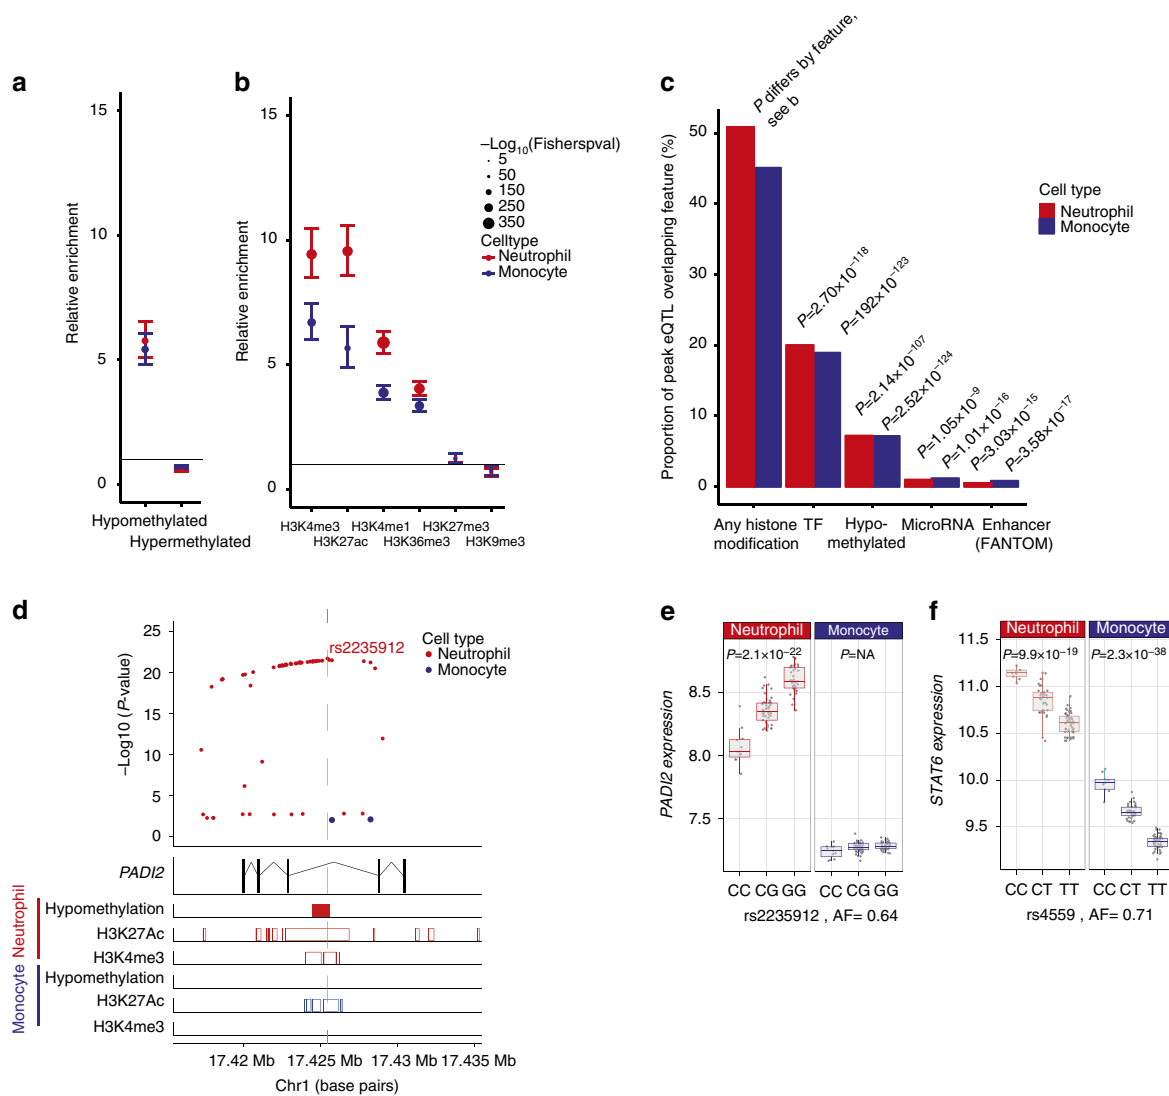 a
15
10
5
0
Relative enrichment
Hypomethylated
Hypermethylated
b
15
10
5
0
Relative enrichment
–Log10(Fisherspval)
5
50
150
250
350
Celltype
Neutrophil
Monocyte
H3K4me3
H3K4me1
H3K27me3
H3K27ac
H3K36me3
H3K9me3
c
P differs by feature,
see b
50
40
30
20
10
0
Proportion of peak eQTL overlapping feature (%)
P=2.70×10–118
P=192×10–123
P=2.14×10–107
P=2.52×10–124
P=1.05×10–9
P=1.01×10–16
P=3.03×10–15
P=3.58×10–17
Cell type
Neutrophil
Monocyte
Any histone
modification
TF
Hypo-
methylated
MicroRNA
Enhancer
(FANTOM)
d
25
20
15
10
5
0
–Log10 (P-value)
rs2235912
Cell type
Neutrophil
Monocyte
PADI2
Neutrophil
Hypomethylation
H3K27Ac
H3K4me3
Monocyte
Hypomethylation
H3K27Ac
H3K4me3
17.42 Mb
17.425 Mb
17.43 Mb
17.435 Mb
Chr1 (base pairs)
e
Neutrophil
Monocyte
P=2.1×10–22
P=NA
8.5
8.0
7.5
PADI2 expression
CC CG GG
CC CG GG
rs2235912 , AF= 0.64
f
Neutrophil
Monocyte
P=9.9×10–19
P=2.3×10–38
11.5
11.0
10.5
10.0
9.5
STAT6 expression
CC CT TT
CC CT TT
rs4559 , AF= 0.71